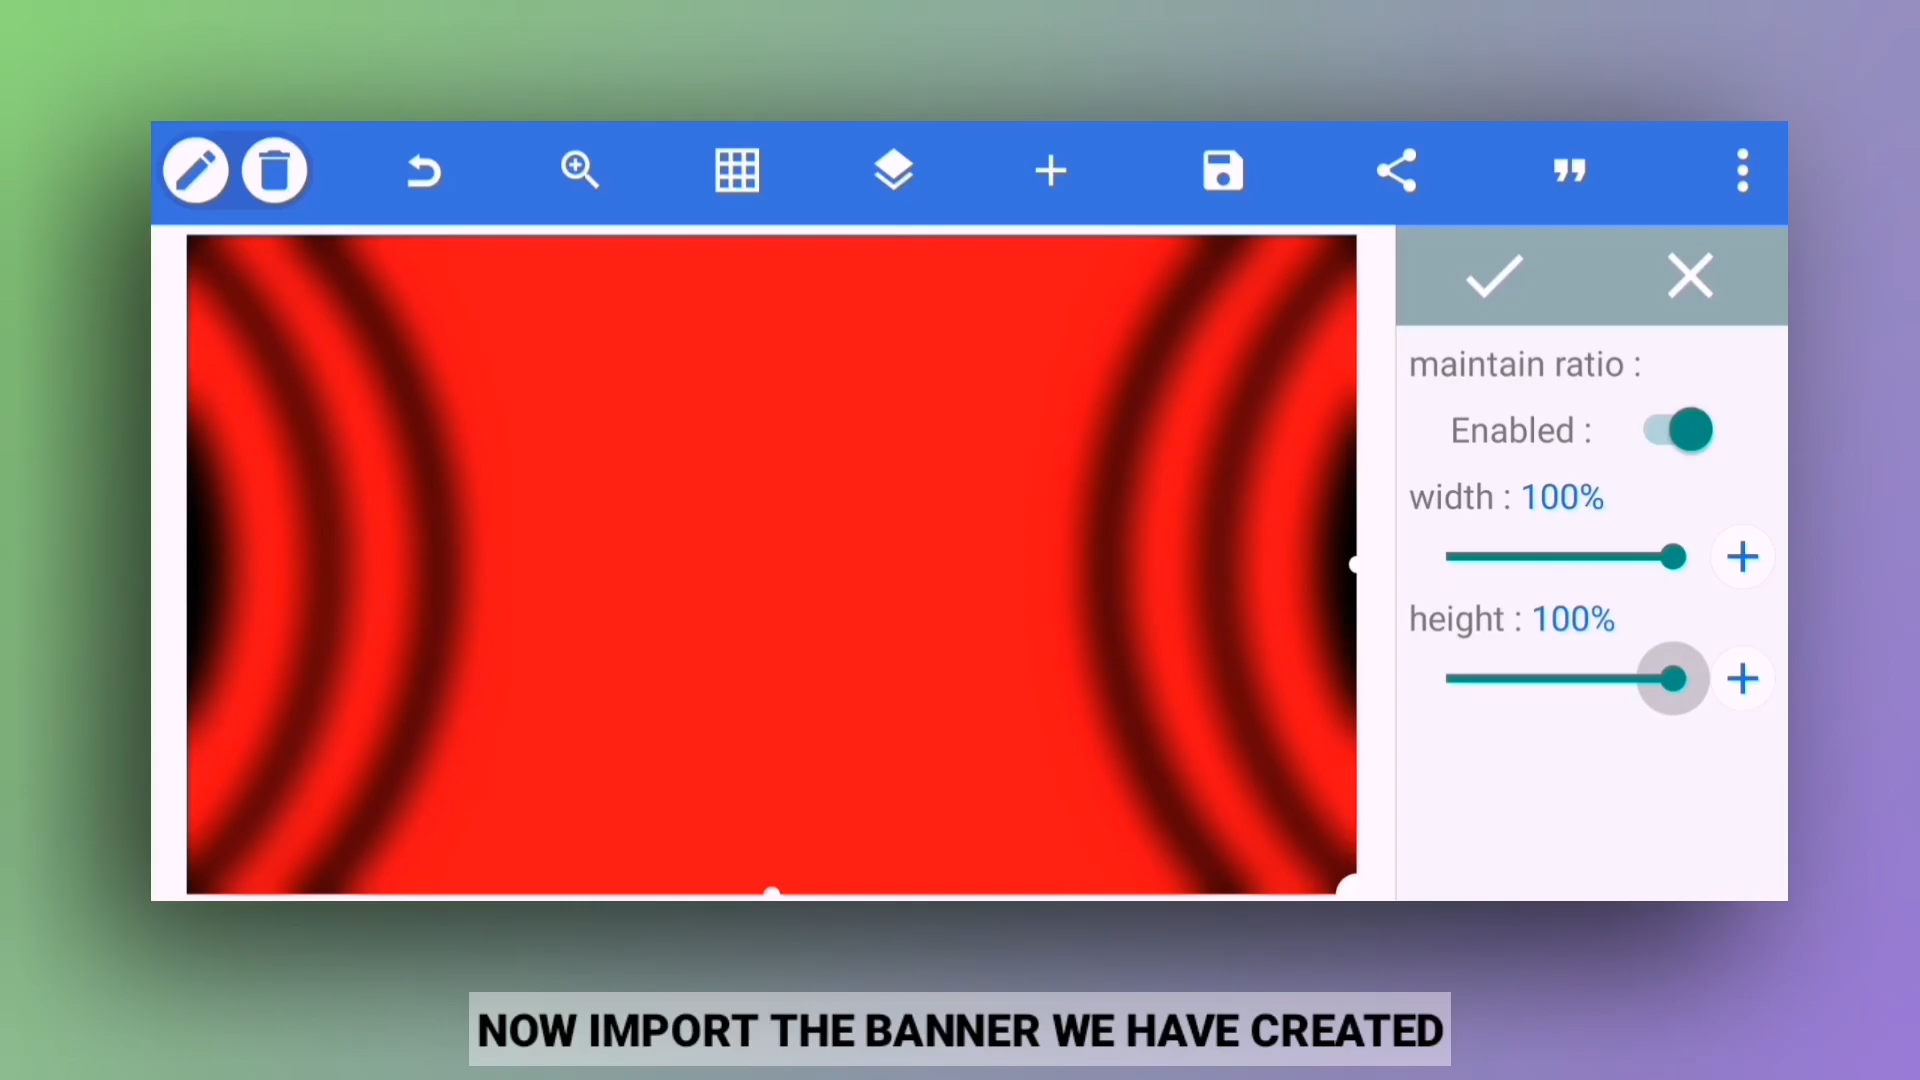 maintain ratio :
Enabled :
width : 100%
height : 100%
NOW IMPORT THE BANNER WE HAVE CREATED